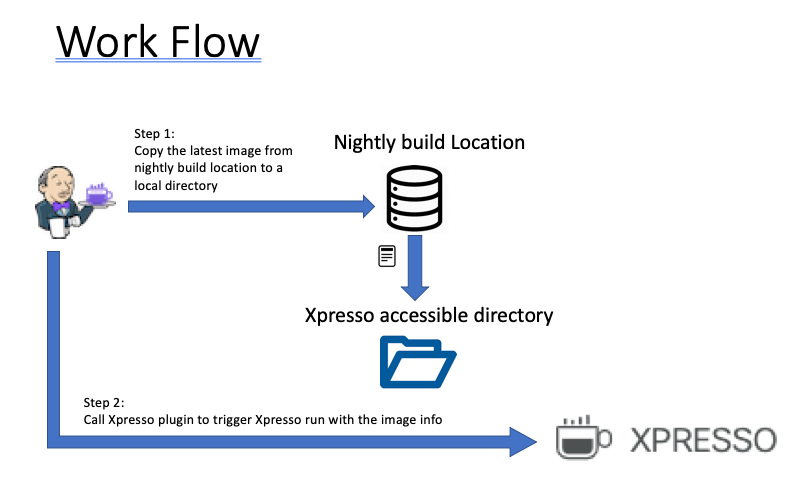 Work Flow
Step 1:
Copy the latest image from
nightly build location to a
local directory
Nightly build Location
Xpresso accessible directory
Step 2:
Call Xpresso plugin to trigger Xpresso run with the image info
XPRESSO